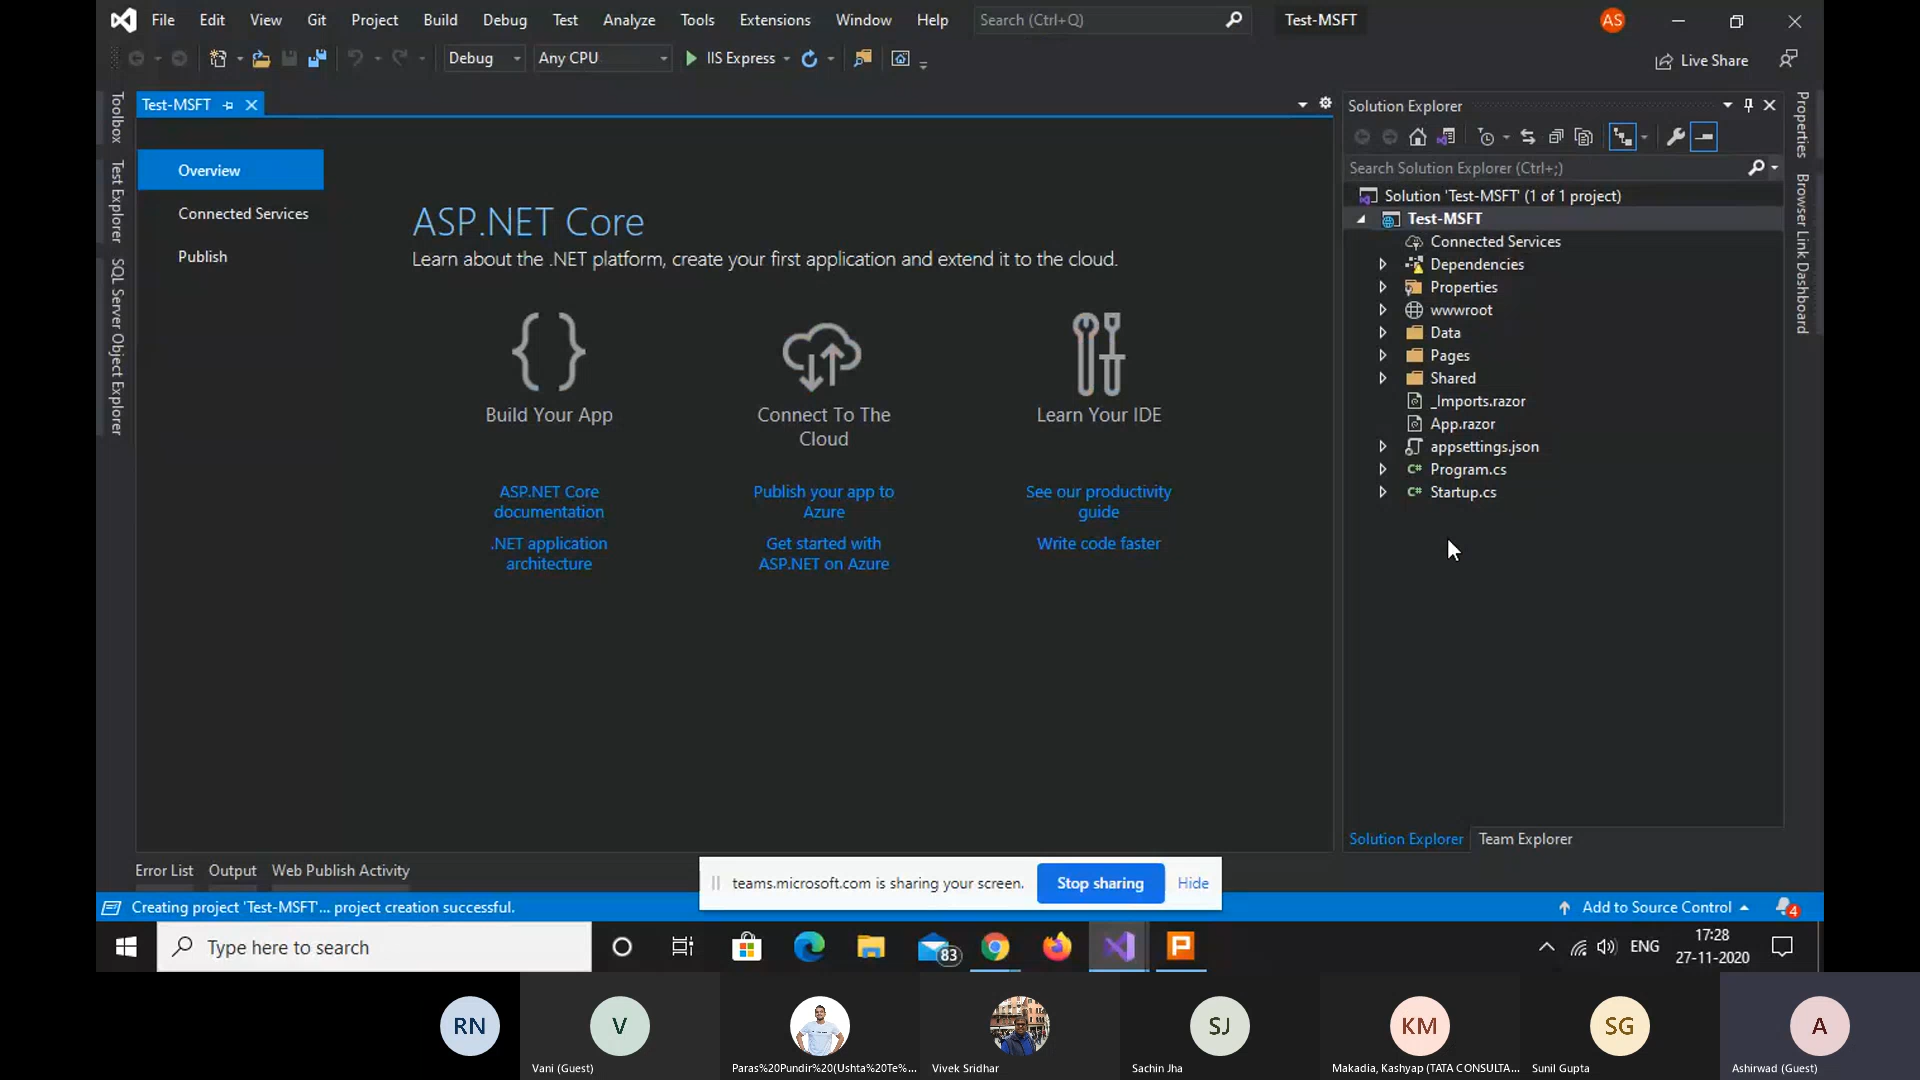 File Edit View Git Project Build Debug Test Analyze Tools Extensions Window Help Search (Ctrl+Q) Test-MSFT AS
Debug Any CPU IIS Express Live Share
Toolbox
Test Explorer
SQL Server Object Explorer
Test-MSFT
Overview
Connected Services
Publish
ASP.NET Core
Learn about the .NET platform, create your first application and extend it to the cloud.
Build Your App
Connect To The
Cloud
Learn Your IDE
ASP.NET Core
documentation
.NET application
architecture
Publish your app to
Azure
Get started with
ASP.NET on Azure
See our productivity
guide
Write code faster
Solution Explorer
Search Solution Explorer (Ctrl+;)
Solution 'Test-MSFT' (1 of 1 project)
Test-MSFT
Connected Services
Dependencies
Properties
wwwroot
Data
Pages
Shared
_Imports.razor
App.razor
appsettings.json
C# Program.cs
C# Startup.cs
Solution Explorer Team Explorer
Properties
Browser Link Dashboard
Error List Output Web Publish Activity
teams.microsoft.com is sharing your screen. Stop sharing Hide
Creating project 'Test-MSFT'... project creation successful. Add to Source Control 4
Type here to search 83 ENG 17:28
27-11-2020
RN V SJ KM SG A
Vani (Guest) Paras%20Pundir%20(Ushta%20Te%... Vivek Sridhar Sachin Jha Makadia, Kashyap (TATA CONSULTA... Sunil Gupta Ashirwad (Guest)